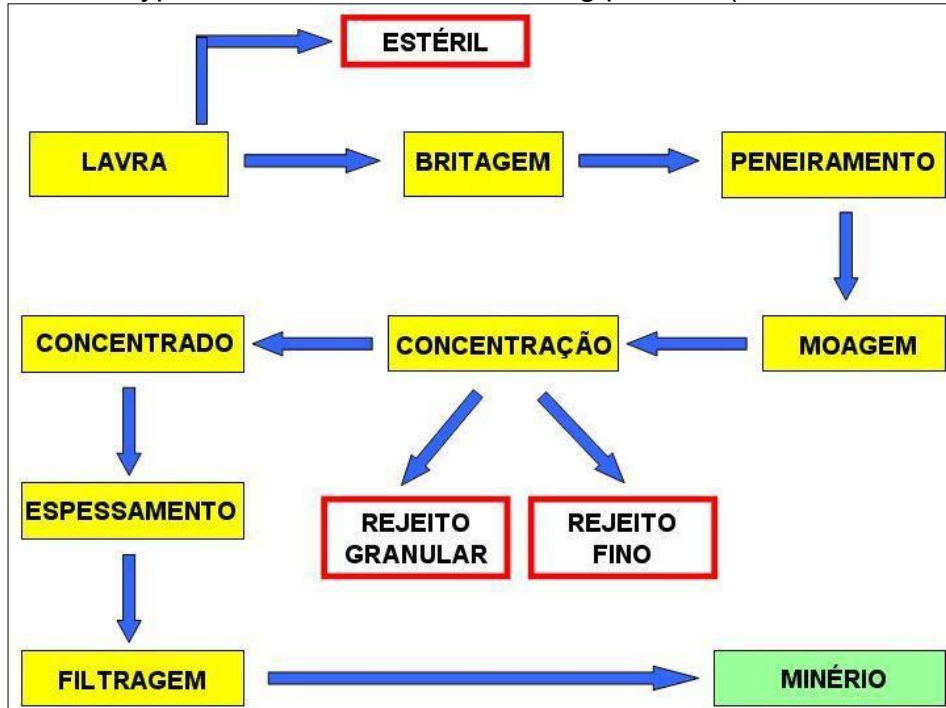 ESTÉRIL
LAVRA
BRITAGEM
PENEIRAMENTO
CONCENTRADO
CONCENTRAÇÃO
MOAGEM
ESPESSAMENTO
REJEITO
GRANULAR
REJEITO
FINO
FILTRAGEM
MINÉRIO